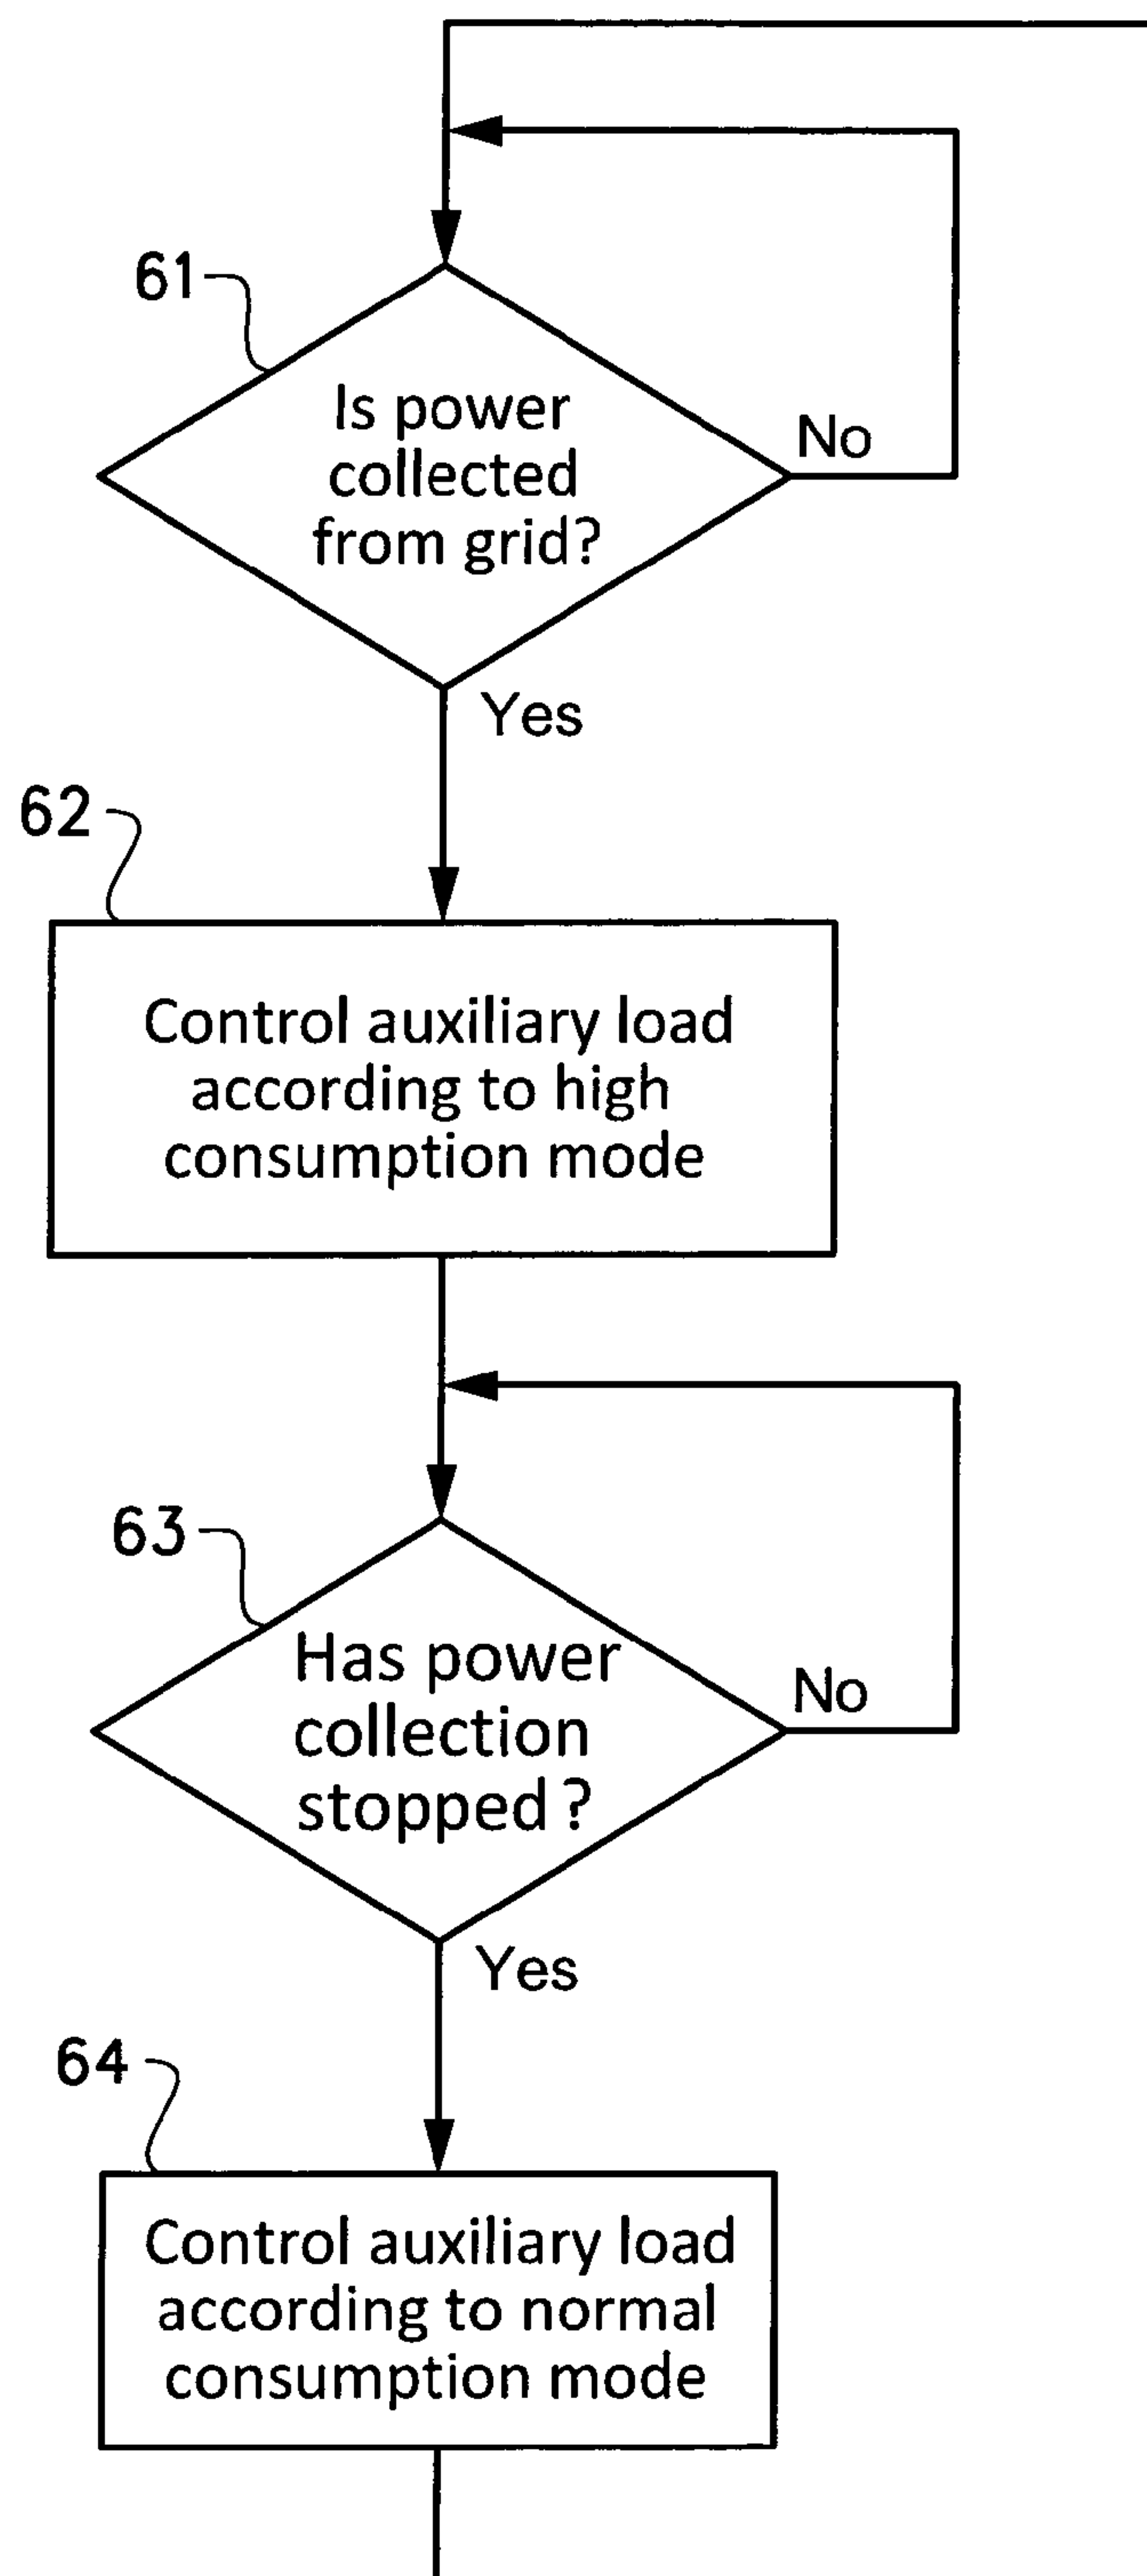 61
Is power
collected
from grid?
No
Yes
62
Control auxiliary load
according to high
consumption mode
63
Has power
collection
stopped ?
No
Yes
64
Control auxiliary load
according to normal
consumption mode